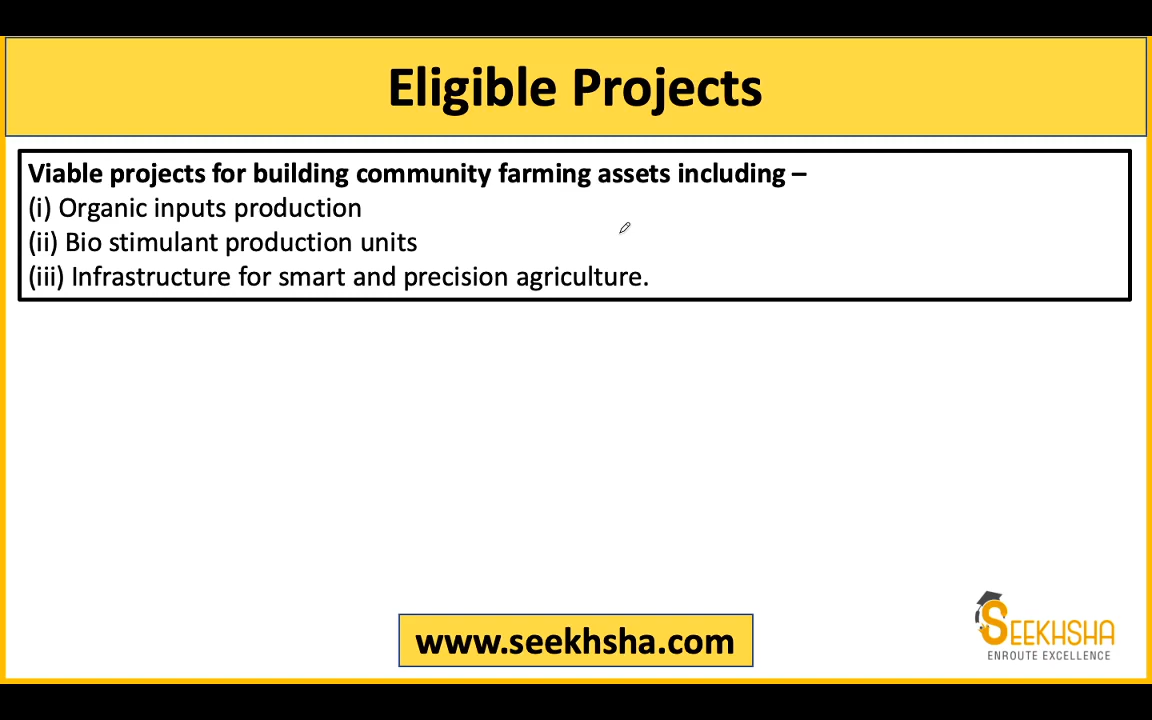 Eligible Projects
Viable projects for building community farming assets including –
(i) Organic inputs production
(ii) Bio stimulant production units
(iii) Infrastructure for smart and precision agriculture.
www.seekhsha.com
SEEKHSHA
ENROUTE EXCELLENCE